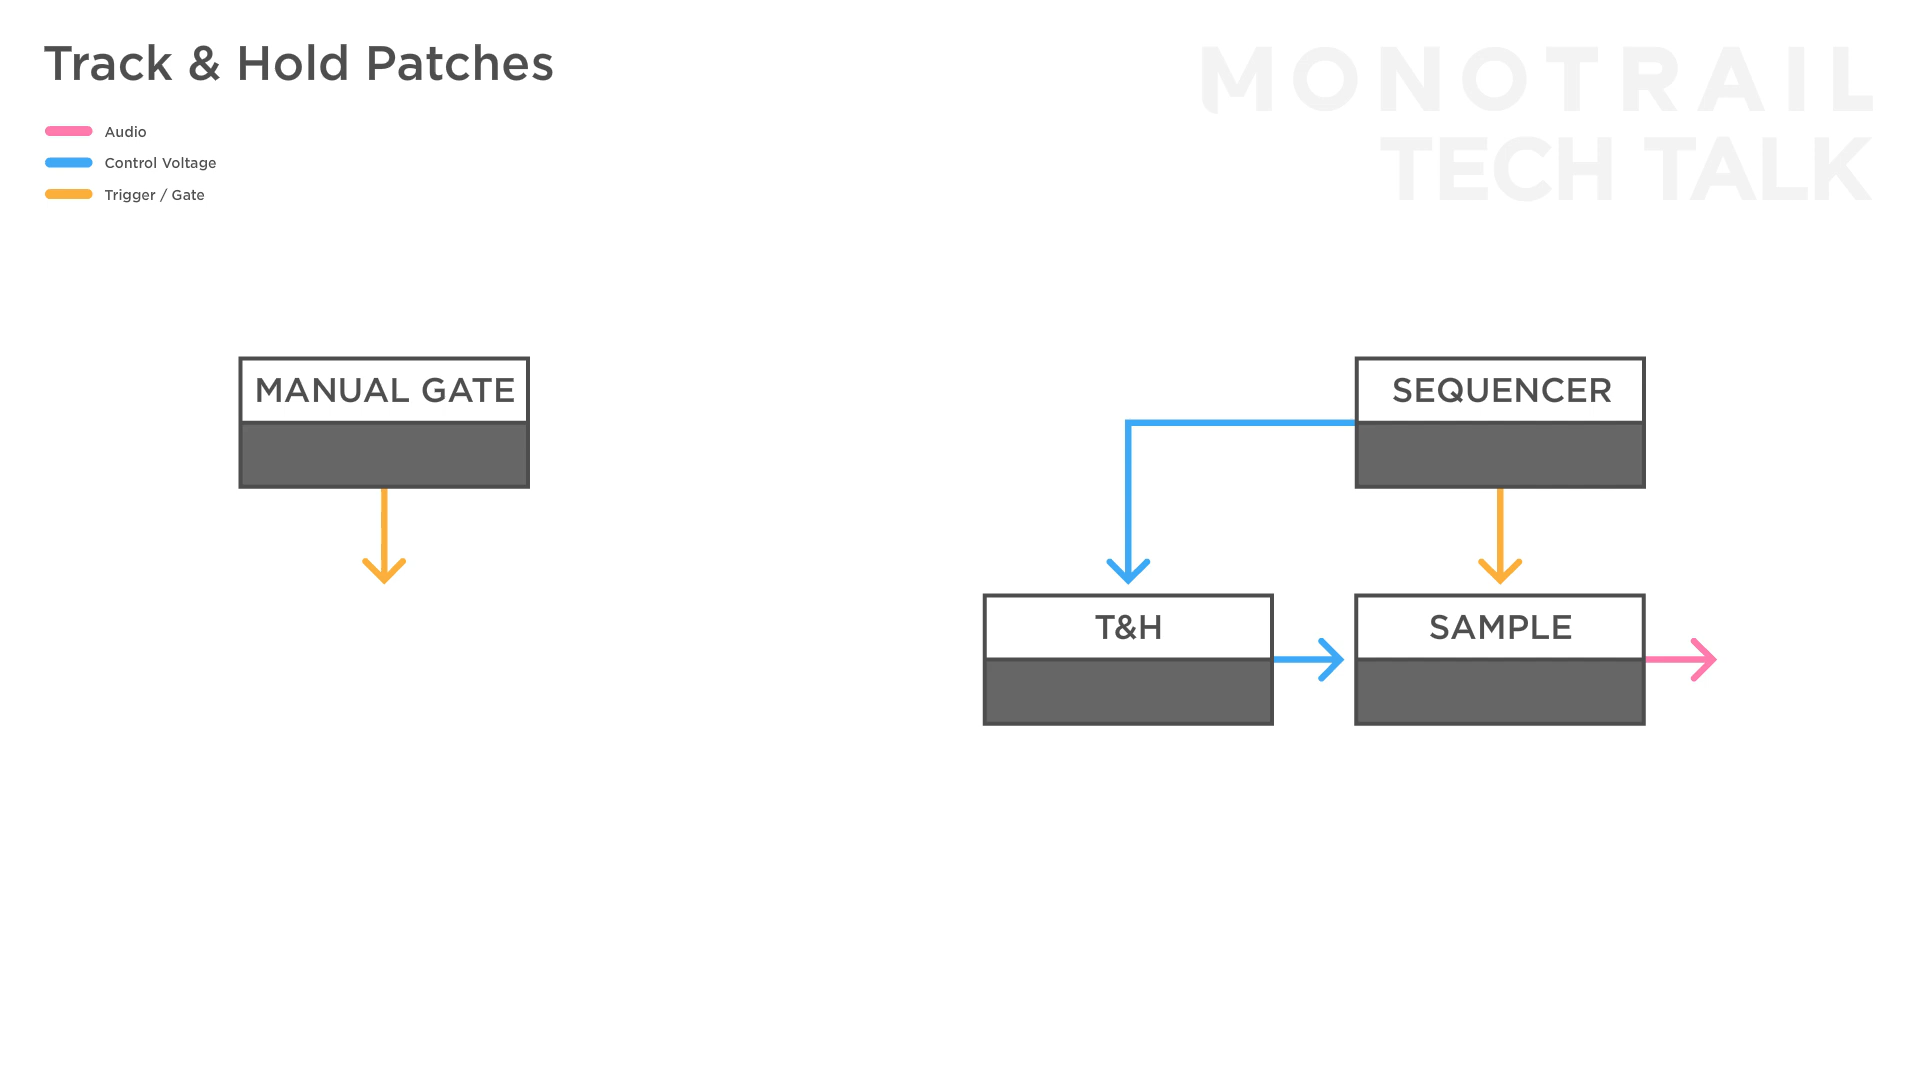 Track & Hold Patches
MONOTRAIL
TECH TALK
Audio
Control Voltage
Trigger / Gate
MANUAL GATE
SEQUENCER
T&H
SAMPLE